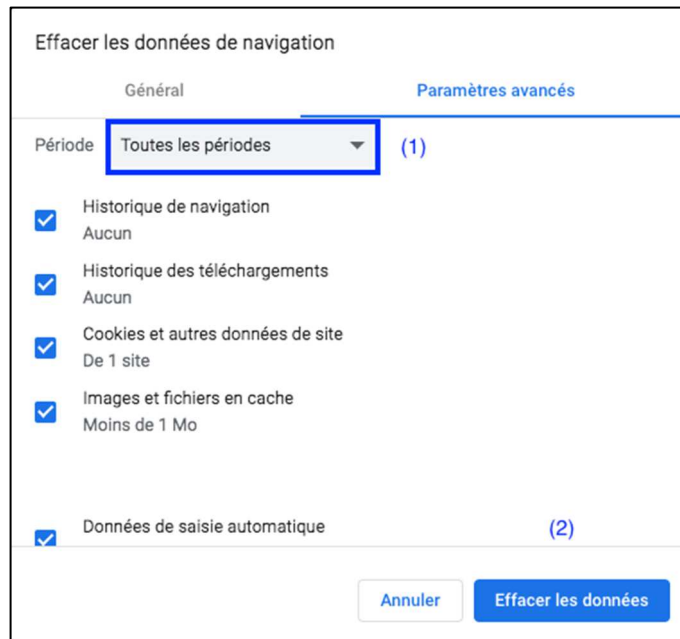 Effacer les données de navigation
Général Paramètres avancés
Période Toutes les périodes (1)
Historique de navigation
Aucun
Historique des téléchargements
Aucun
Cookies et autres données de site
De 1 site
Images et fichiers en cache
Moins de 1 Mo
Données de saisie automatique (2)
Annuler Effacer les données